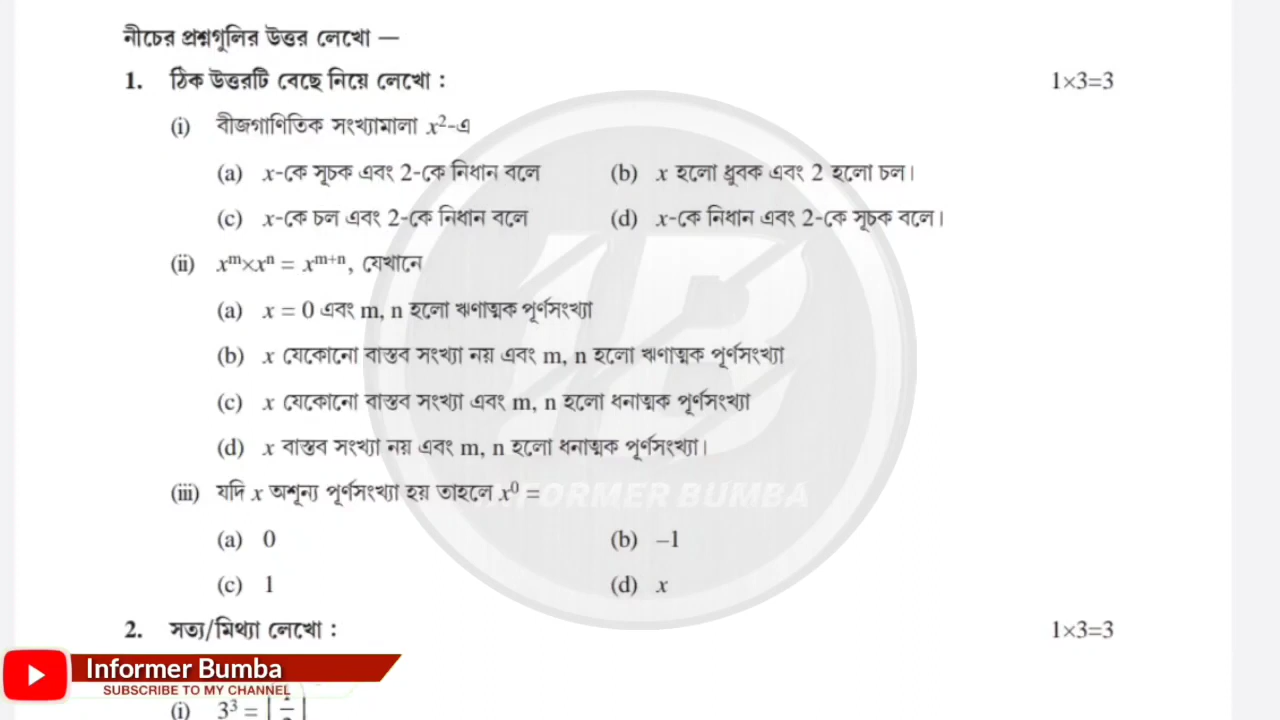 নীচের প্রশ্নগুলির উত্তর লেখো —
1. ঠিক উত্তরটি বেছে নিয়ে লেখো : 1×3=3
(i) বীজগাণিতিক সংখ্যামালা x²-এ
(a) x-কে সূচক এবং 2-কে নিধান বলে (b) x হলো ধ্রুবক এবং 2 হলো চল।
(c) x-কে চল এবং 2-কে নিধান বলে (d) x-কে নিধান এবং 2-কে সূচক বলে।
(ii) xᵐ×xⁿ = xᵐ⁺ⁿ, যেখানে
(a) x = 0 এবং m, n হলো ঋণাত্মক পূর্ণসংখ্যা
(b) x যেকোনো বাস্তব সংখ্যা নয় এবং m, n হলো ঋণাত্মক পূর্ণসংখ্যা
(c) x যেকোনো বাস্তব সংখ্যা এবং m, n হলো ধনাত্মক পূর্ণসংখ্যা
(d) x বাস্তব সংখ্যা নয় এবং m, n হলো ধনাত্মক পূর্ণসংখ্যা।
(iii) যদি x অশূন্য পূর্ণসংখ্যা হয় তাহলে x⁰ =
INFORMER BUMBA
(a) 0 (b) –1
(c) 1 (d) x
2. সত্য/মিথ্যা লেখো : 1×3=3
Informer Bumba
SUBSCRIBE TO MY CHANNEL
(i) 3³ =